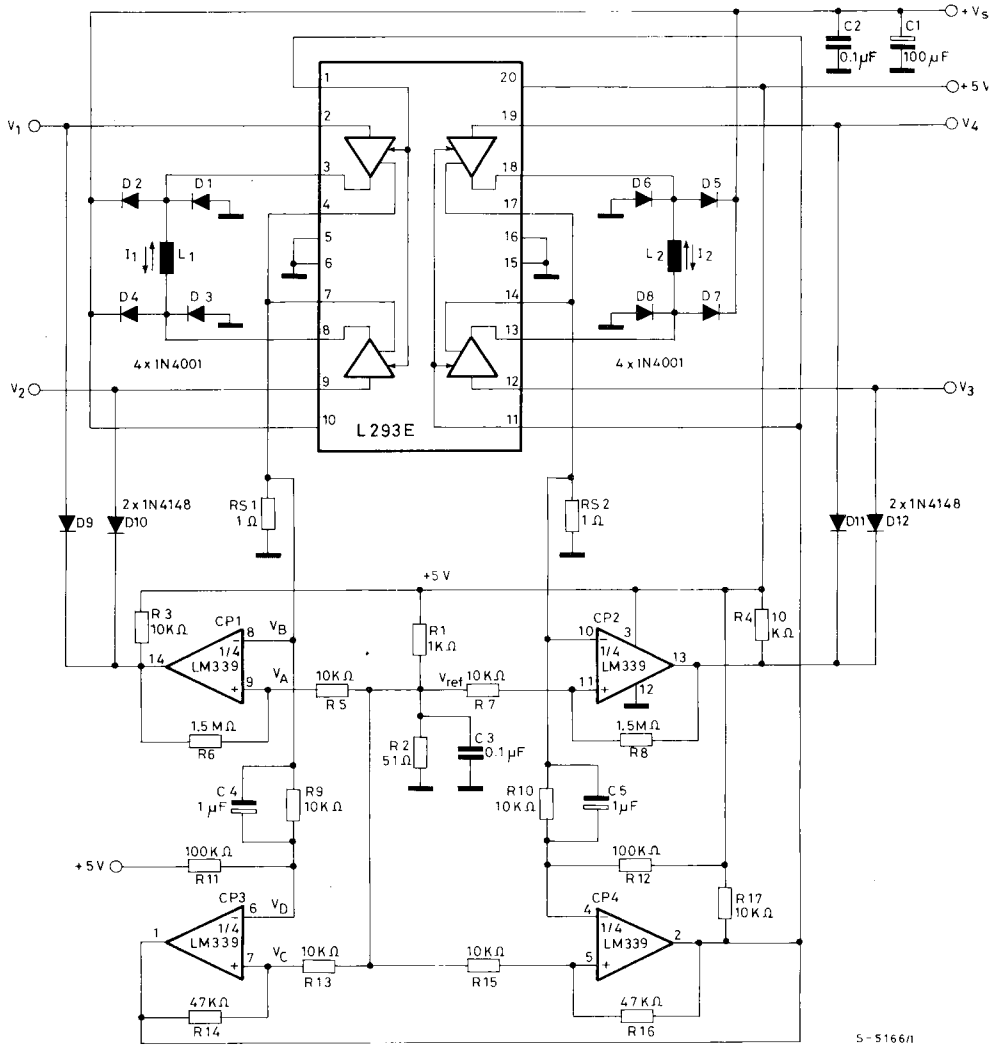 +Vs
C2
0.1μF
C1
100μF
+5V
1
20
V1
2
19
V4
3
18
D2
D1
D6
D5
4
17
I1
L1
5
16
6
15
L2
I2
D4
D3
7
14
D8
D7
8
13
4x1N4001
4x1N4001
V2
9
12
V3
10
11
L293E
RS1
1Ω
RS2
1Ω
2x1N4148
D9
D10
2x1N4148
D11
D12
+5V
R3
10KΩ
CP1
VB
8
-
1/4
LM339
14
VA
9
+
R1
1KΩ
10KΩ
R5
Vref
10KΩ
R7
CP2
10
-
3
1/4
LM339
13
11
+
12
R4
10
KΩ
1.5MΩ
R6
R2
51Ω
C3
0.1μF
1.5MΩ
R8
C4
1μF
R9
10KΩ
R10
10KΩ
C5
1μF
+5V
100KΩ
R11
100KΩ
R12
R17
10KΩ
CP3
VD
6
-
1/4
LM339
1
VC
7
+
10KΩ
R13
10KΩ
R15
CP4
4
-
1/4
LM339
2
5
+
47KΩ
R14
47KΩ
R16
S-5166/1